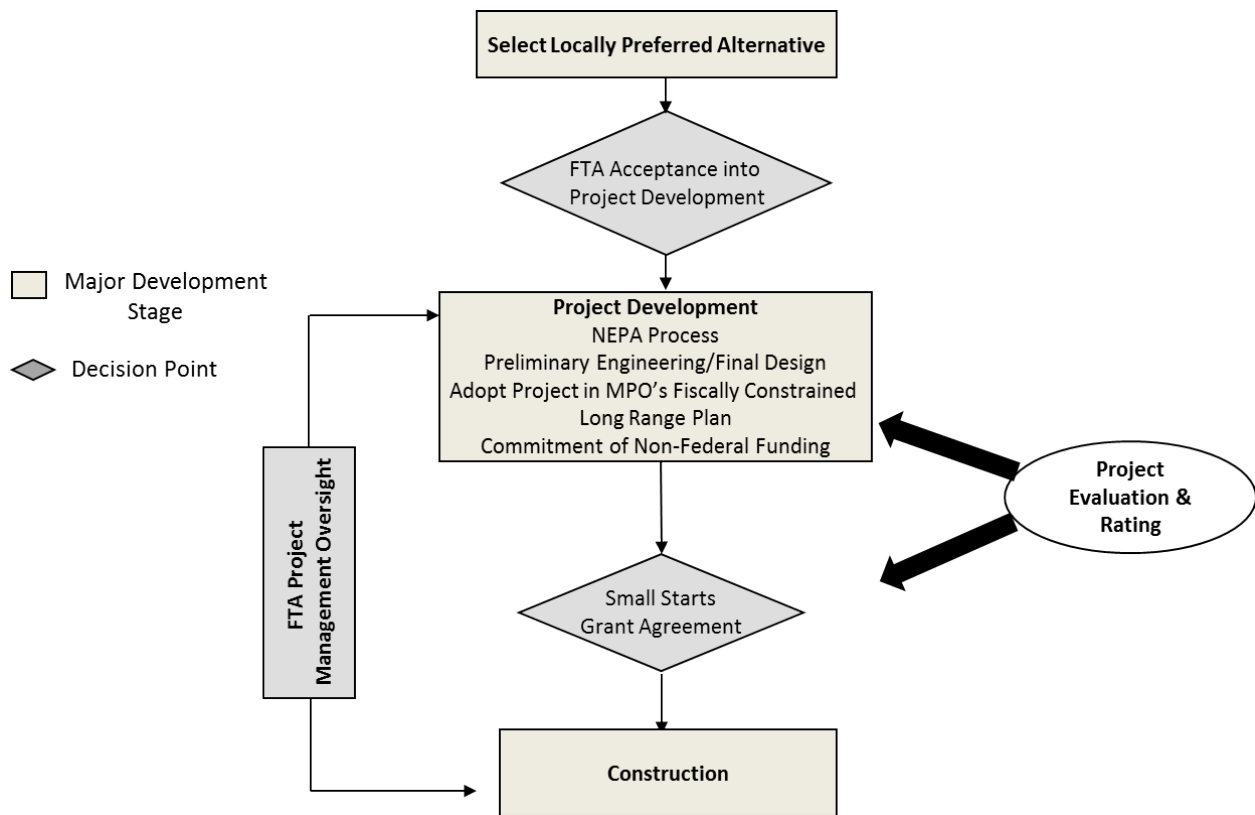 Select Locally Preferred Alternative
FTA Acceptance into
Project Development
Major Development
Stage
Decision Point
Project Development
NEPA Process
Preliminary Engineering/Final Design
Adopt Project in MPO’s Fiscally Constrained
Long Range Plan
Commitment of Non-Federal Funding
FTA Project
Management Oversight
Project
Evaluation &
Rating
Small Starts
Grant Agreement
Construction